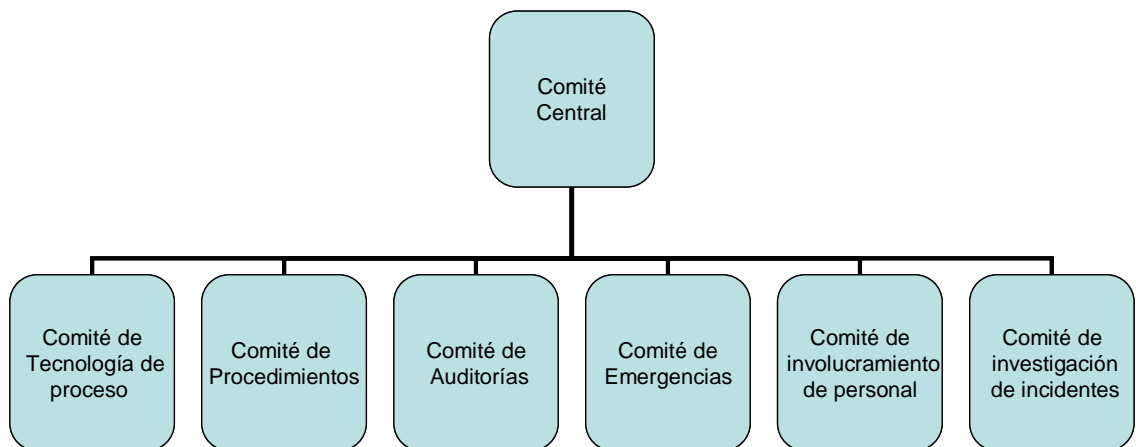 Comité
Central
Comité de
Tecnología de
proceso
Comité de
Procedimientos
Comité de
Auditorías
Comité de
Emergencias
Comité de
involucramiento
de personal
Comité de
investigación
de incidentes